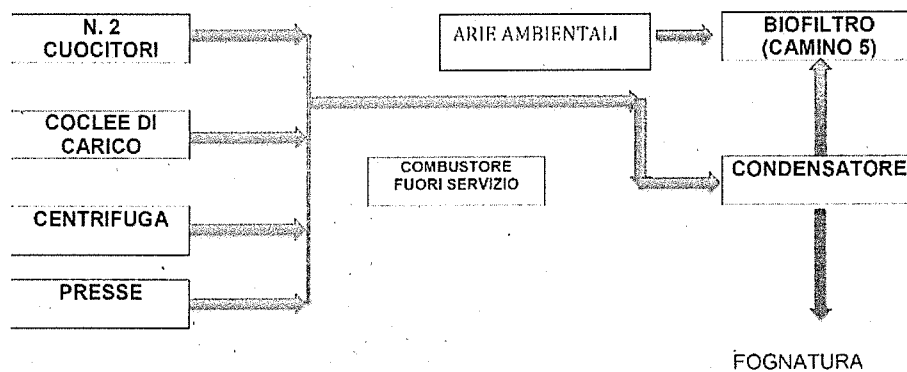 N. 2
CUOCITORI
ARIE AMBIENTALI
BIOFILTRO
(CAMINO 5)
COCLEE DI
CARICO
COMBUSTORE
FUORI SERVIZIO
CONDENSATORE
CENTRIFUGA
PRESSE
FOGNATURA